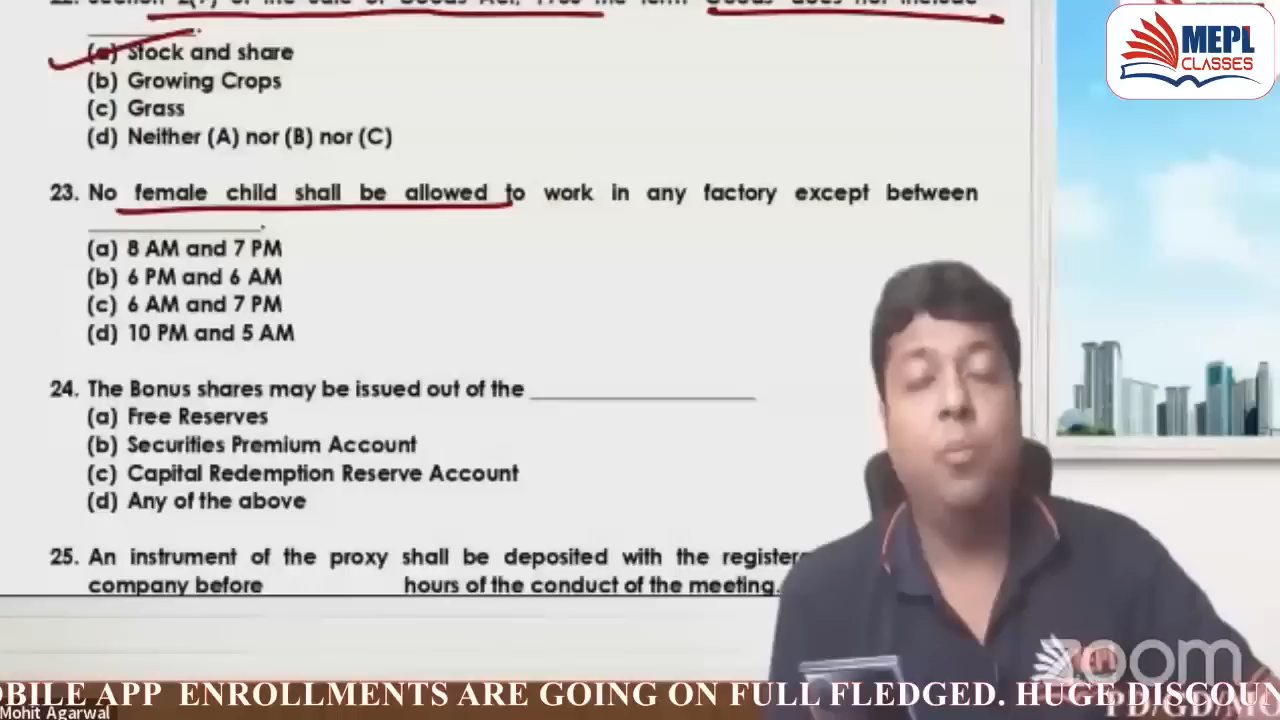 MEPL
CLASSES
(a) Stock and share
(b) Growing Crops
(c) Grass
(d) Neither (A) nor (B) nor (C)
23. No female child shall be allowed to work in any factory except between
____________.
(a) 8 AM and 7 PM
(b) 6 PM and 6 AM
(c) 6 AM and 7 PM
(d) 10 PM and 5 AM
24. The Bonus shares may be issued out of the ____________
(a) Free Reserves
(b) Securities Premium Account
(c) Capital Redemption Reserve Account
(d) Any of the above
25. An instrument of the proxy shall be deposited with the
company before hours of the conduct of the meeting.
zoom
APP ENROLLMENTS ARE GOING ON FULL FLEDGED. HUGE
Mohit Agarwal